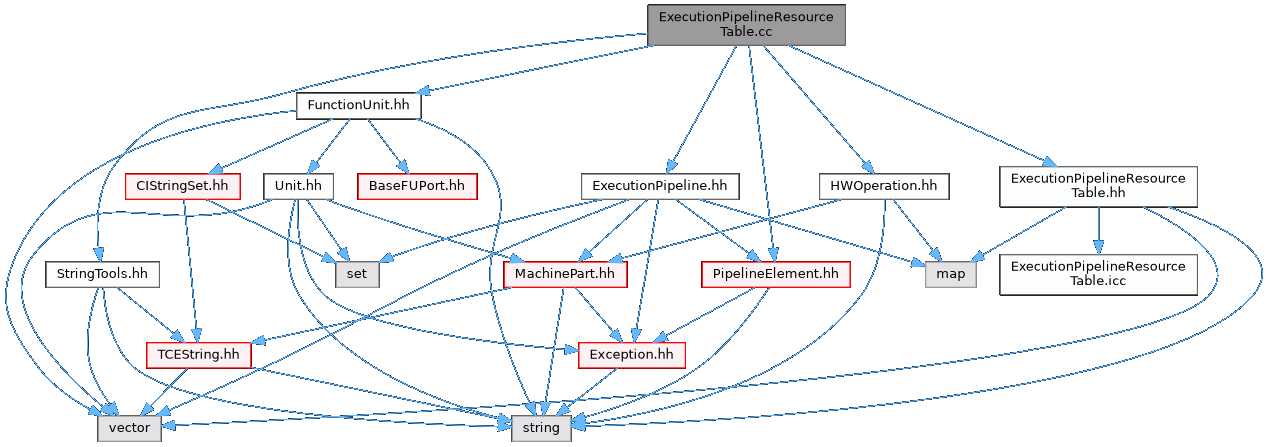 ExecutionPipelineResource
Table.cc
FunctionUnit.hh
CIStringSet.hh
Unit.hh
BaseFUPort.hh
ExecutionPipeline.hh
HWOperation.hh
ExecutionPipelineResource
Table.hh
StringTools.hh
set
MachinePart.hh
PipelineElement.hh
map
ExecutionPipelineResource
Table.icc
TCEString.hh
Exception.hh
vector
string